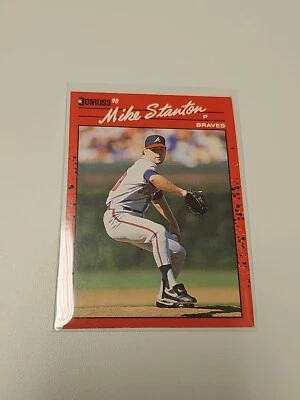 DONRUSS '90
Mike Stanton
P
BRAVES